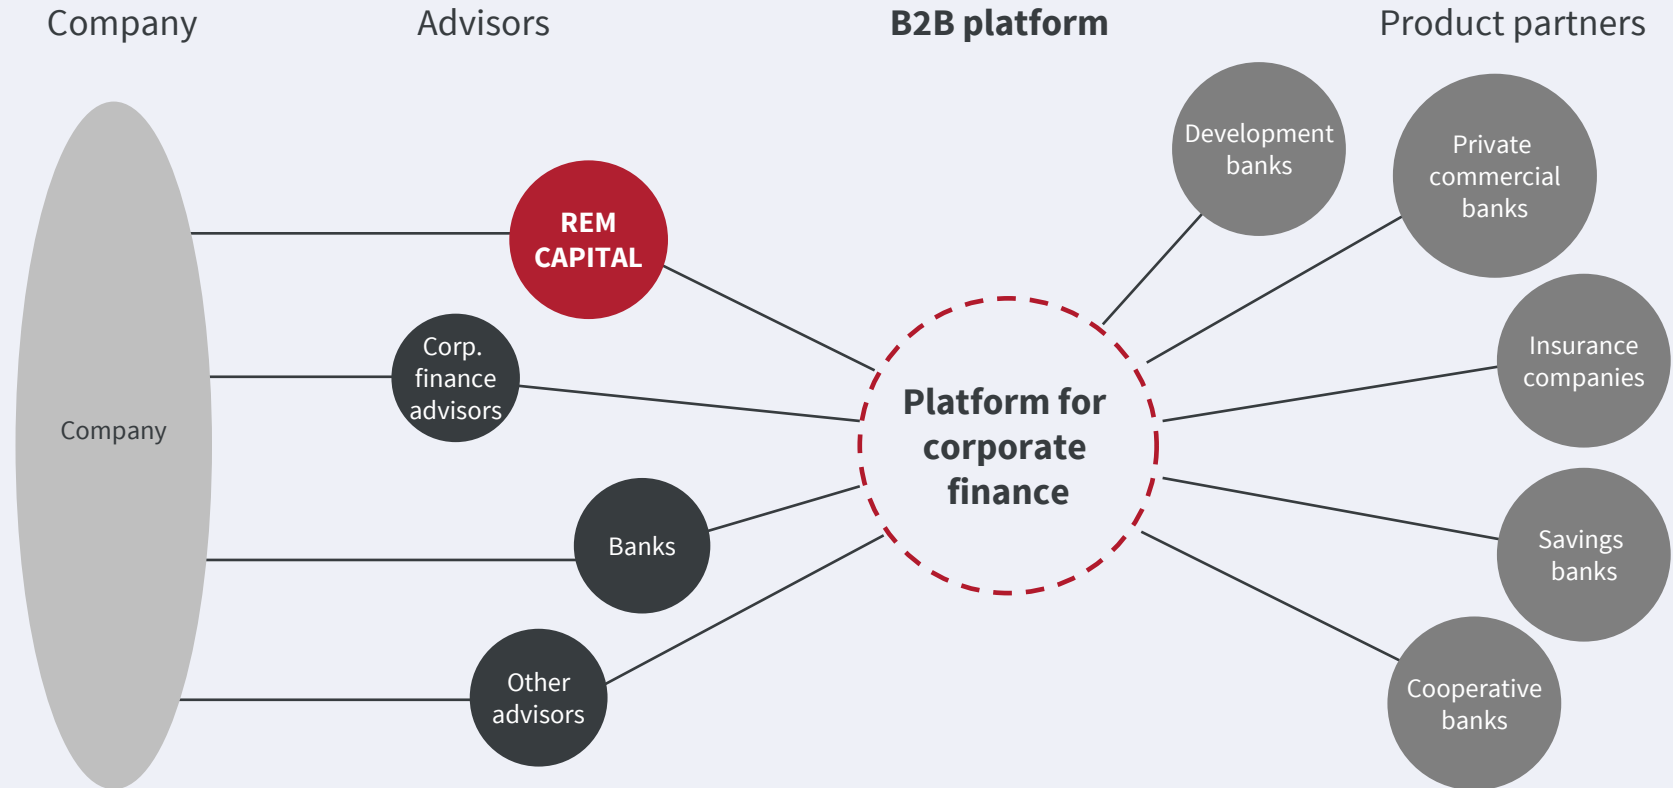 Company
Advisors
B2B platform
Product partners
Company
REM
CAPITAL
Corp.
finance
advisors
Banks
Other
advisors
Platform for
corporate
finance
Development
banks
Private
commercial
banks
Insurance
companies
Savings
banks
Cooperative
banks